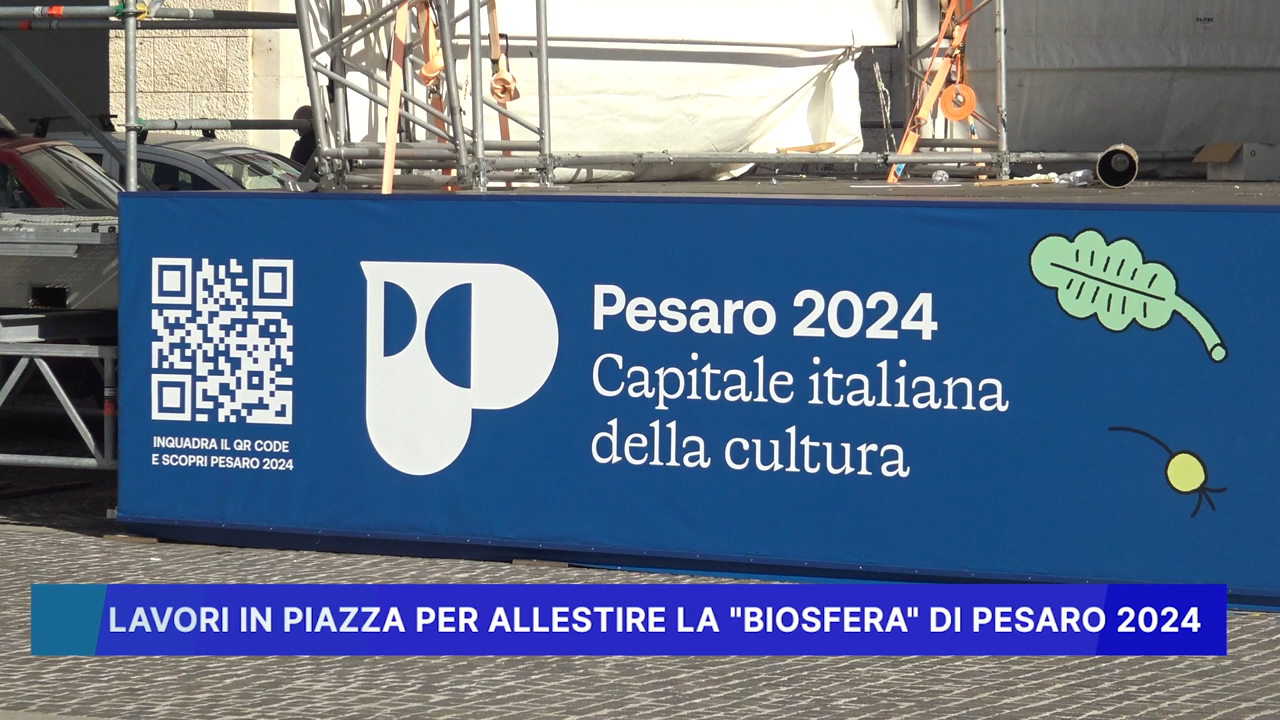 INQUADRA IL QR CODE
E SCOPRI PESARO 2024
Pesaro 2024
Capitale italiana
della cultura
LAVORI IN PIAZZA PER ALLESTIRE LA "BIOSFERA" DI PESARO 2024